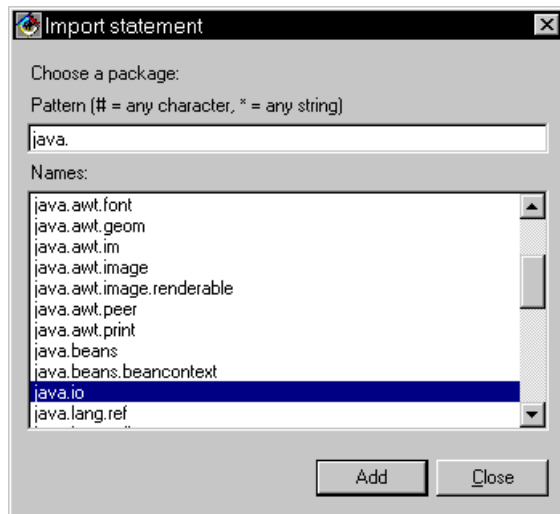 Import statement
Choose a package:
Pattern (# = any character, * = any string)
java.
Names:
java.awt.font
java.awt.geom
java.awt.im
java.awt.image
java.awt.image.renderable
java.awt.peer
java.awt.print
java.beans
java.beans.beancontext
java.io
java.lang.ref
Add
Close